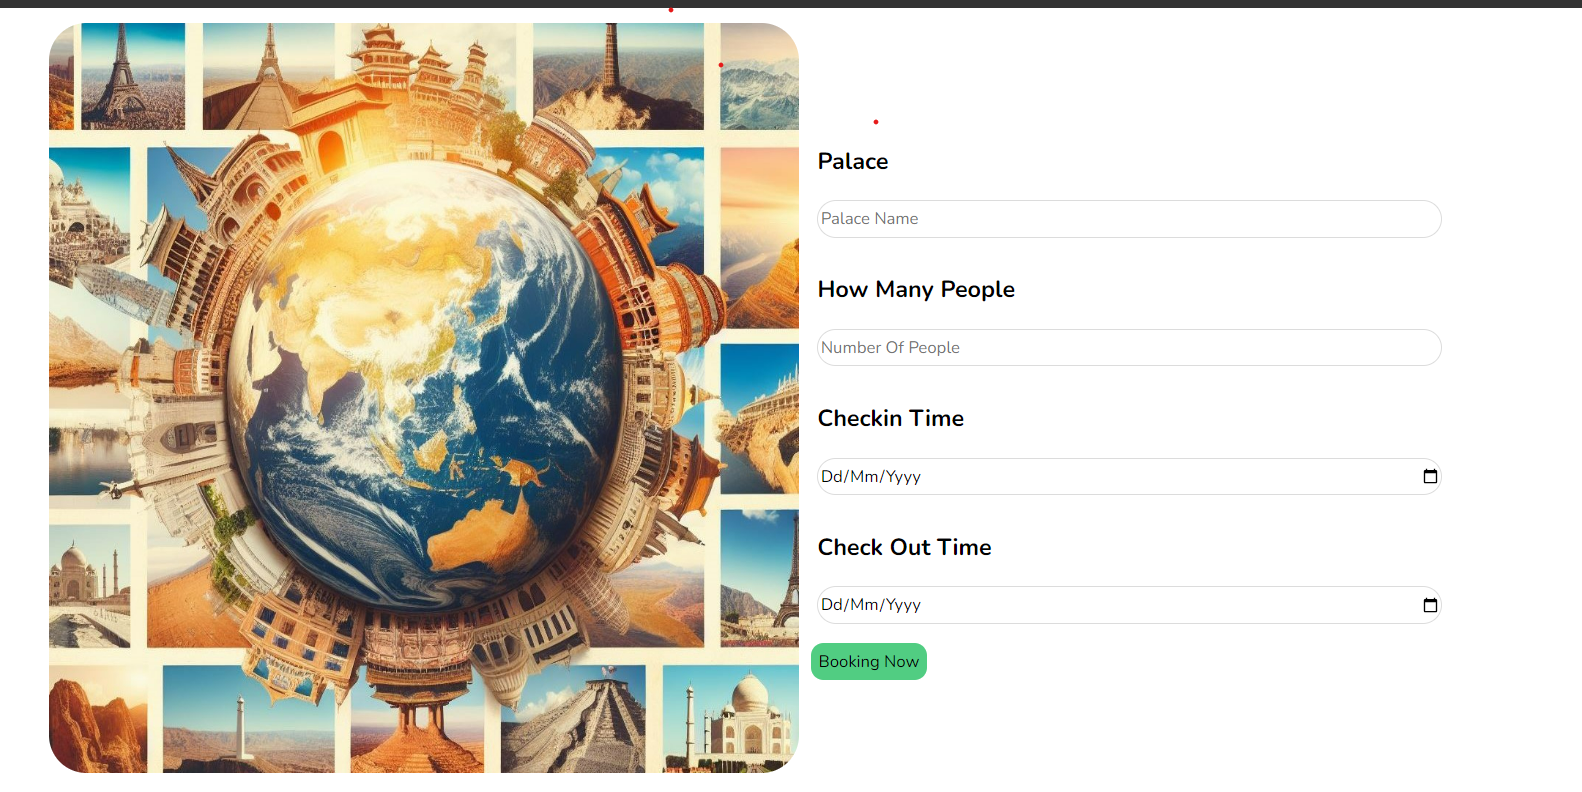 Palace
Palace Name
How Many People
Number Of People
Checkin Time
Dd/Mm/Yyyy
Check Out Time
Dd/Mm/Yyyy
Booking Now